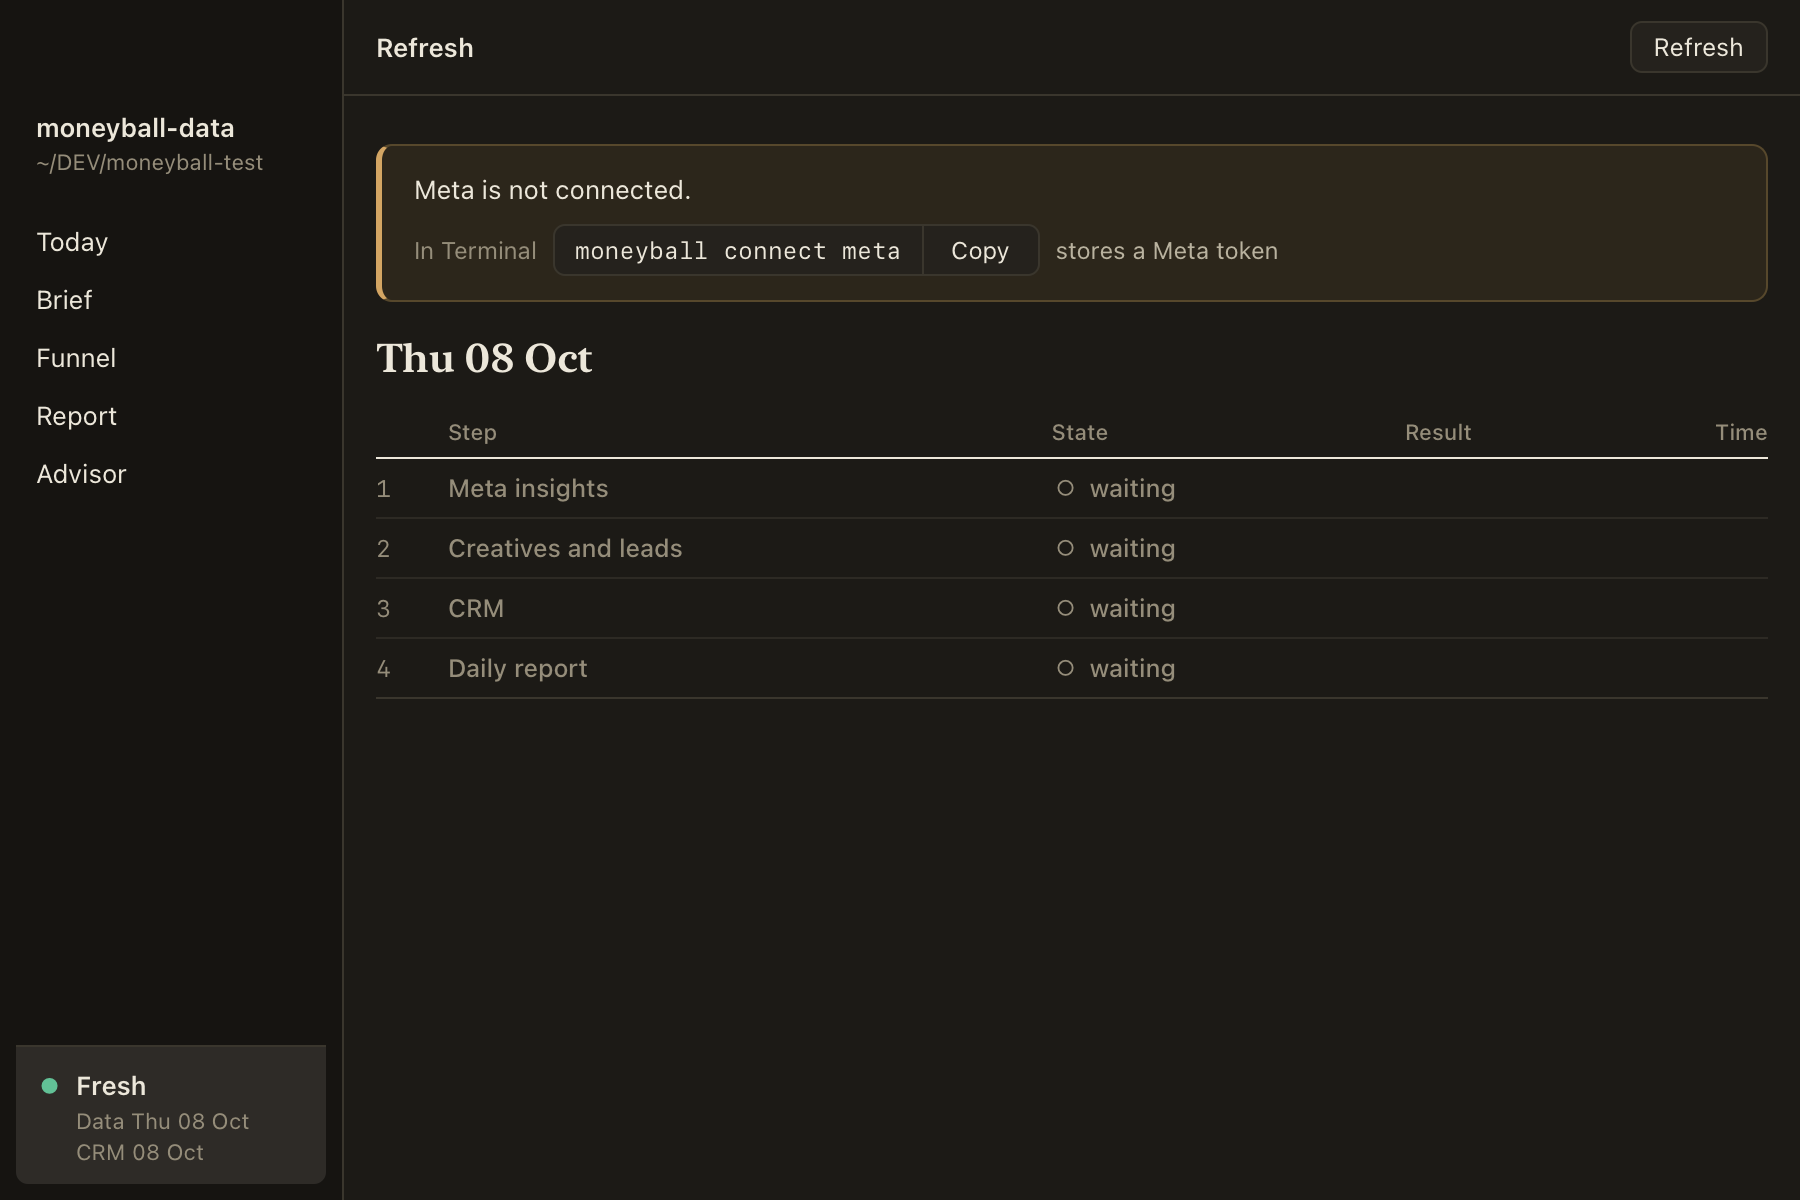 Refresh
Refresh
moneyball-data
~/DEV/moneyball-test
Today
Brief
Funnel
Report
Advisor
Meta is not connected.
In Terminal moneyball connect meta Copy stores a Meta token
Thu 08 Oct
Step State Result Time
1 Meta insights waiting
2 Creatives and leads waiting
3 CRM waiting
4 Daily report waiting
Fresh
Data Thu 08 Oct
CRM 08 Oct